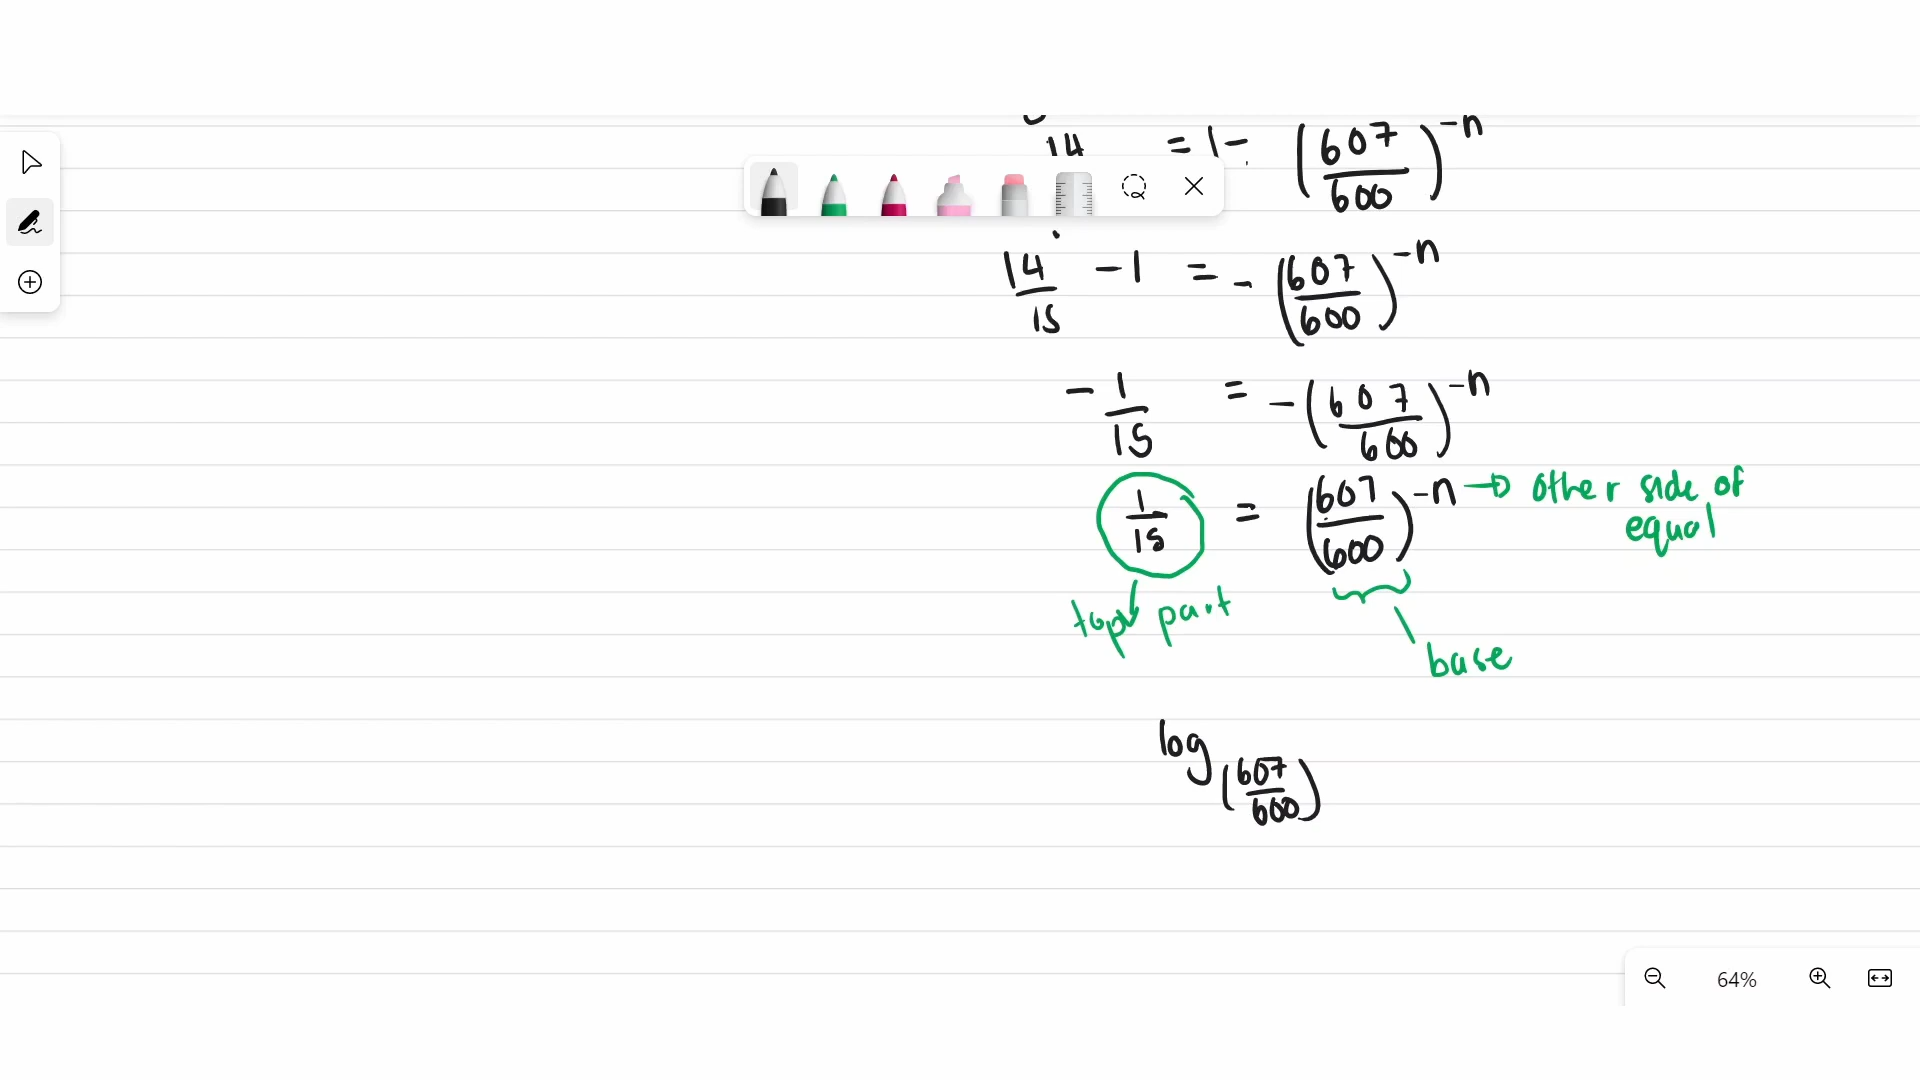 14 = 1 - (607/600)^-n
14/15 - 1 = - (607/600)^-n
- 1/15 = - (607/600)^-n
1/15 = (607/600)^-n → other side of equal
top part
base
log (607/600)
64%